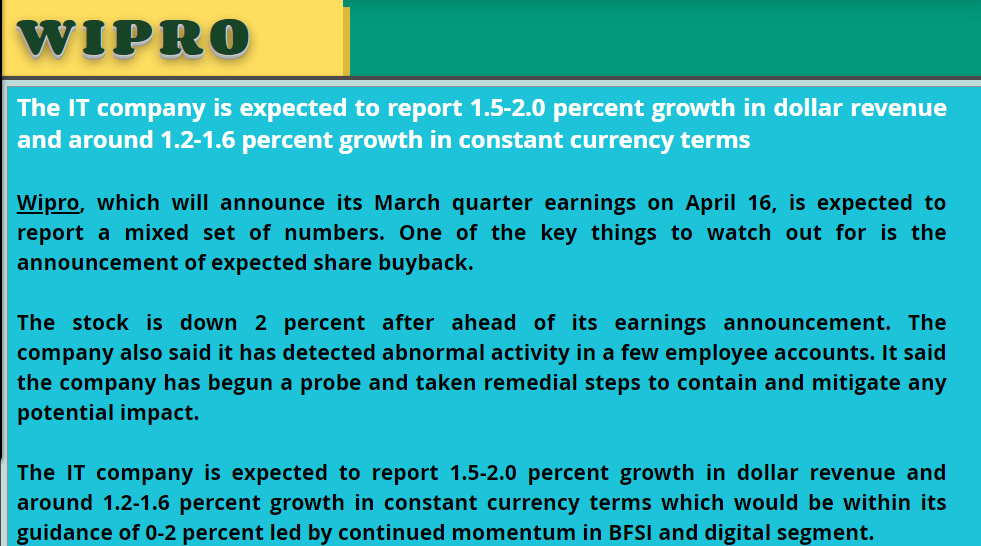 WIPRO
The IT company is expected to report 1.5-2.0 percent growth in dollar revenue
and around 1.2-1.6 percent growth in constant currency terms
Wipro, which will announce its March quarter earnings on April 16, is expected to
report a mixed set of numbers. One of the key things to watch out for is the
announcement of expected share buyback.
The stock is down 2 percent after ahead of its earnings announcement. The
company also said it has detected abnormal activity in a few employee accounts. It said
the company has begun a probe and taken remedial steps to contain and mitigate any
potential impact.
The IT company is expected to report 1.5-2.0 percent growth in dollar revenue and
around 1.2-1.6 percent growth in constant currency terms which would be within its
guidance of 0-2 percent led by continued momentum in BFSI and digital segment.